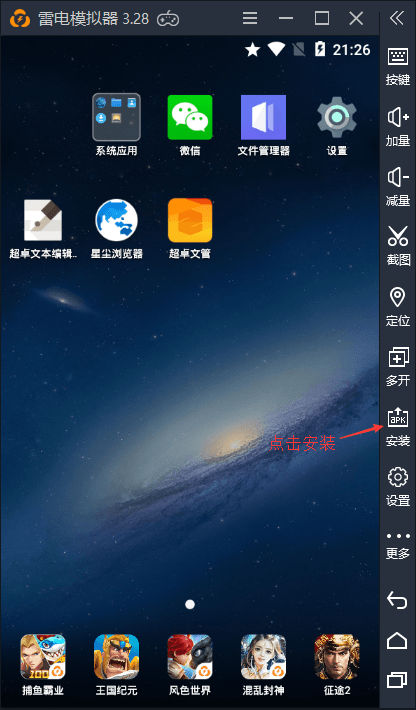 雷电模拟器 3.28
21:26
系统应用
微信
文件管理器
设置
超卓文本编辑..
星尘浏览器
超卓文管
点击安装
捕鱼霸业
100
王国纪元
风色世界
混乱封神
征途2
按键
加量
减量
截图
定位
多开
APK
安装
设置
更多